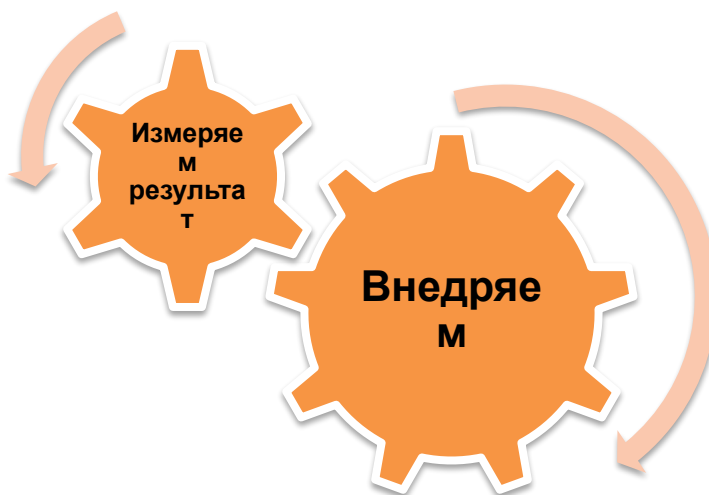 Измеряе
м
результа
т
Внедряе
м